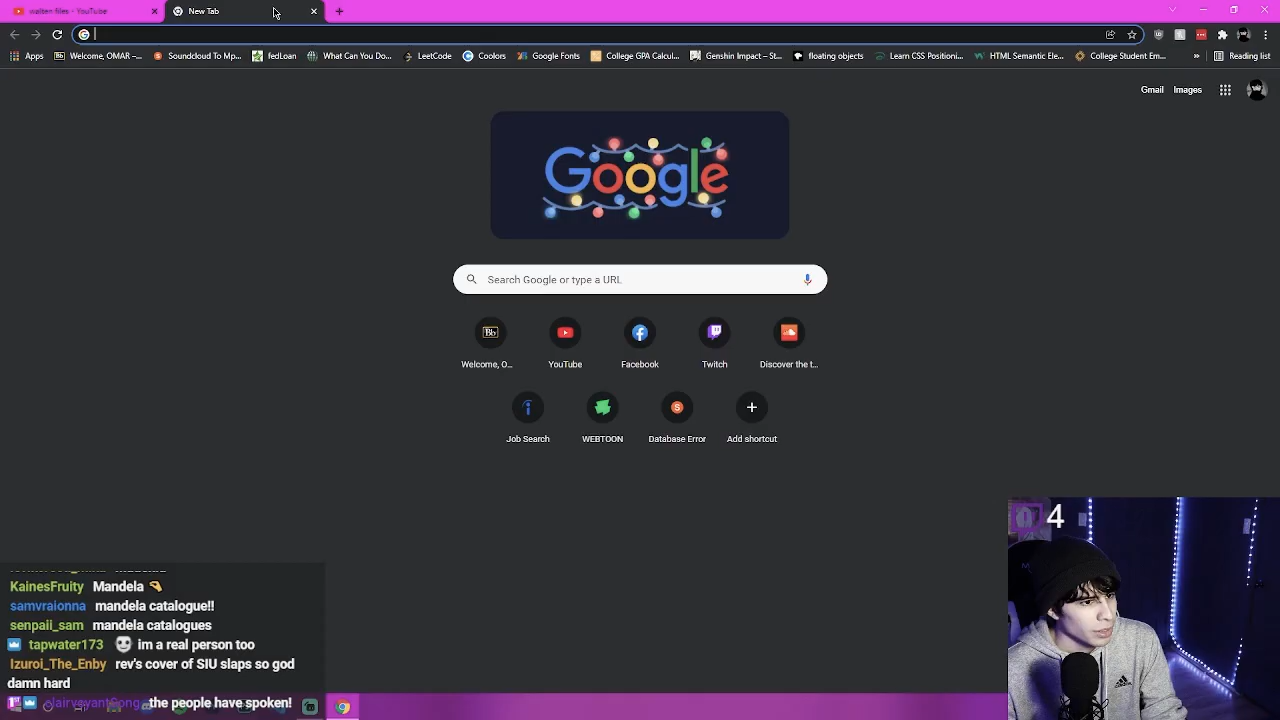 walten files - YouTube
New Tab
Apps
Welcome, OMAR –...
Soundcloud To Mp...
fedLoan
What Can You Do...
LeetCode
Coolors
Google Fonts
College GPA Calcul...
Genshin Impact – St...
floating objects
Learn CSS Positioni...
HTML Semantic Ele...
College Student Em...
»
Reading list
Gmail
Images
Google
Search Google or type a URL
Bb
Welcome, O...
YouTube
Facebook
Twitch
Discover the t...
Job Search
WEBTOON
S
Database Error
Add shortcut
4
KainesFruity Mandela
samvraionna mandela catalogue!!
senpaii_sam mandela catalogues
tapwater173 im a real person too
Izuroi_The_Enby rev's cover of SIU slaps so god
damn hard
the people have spoken!